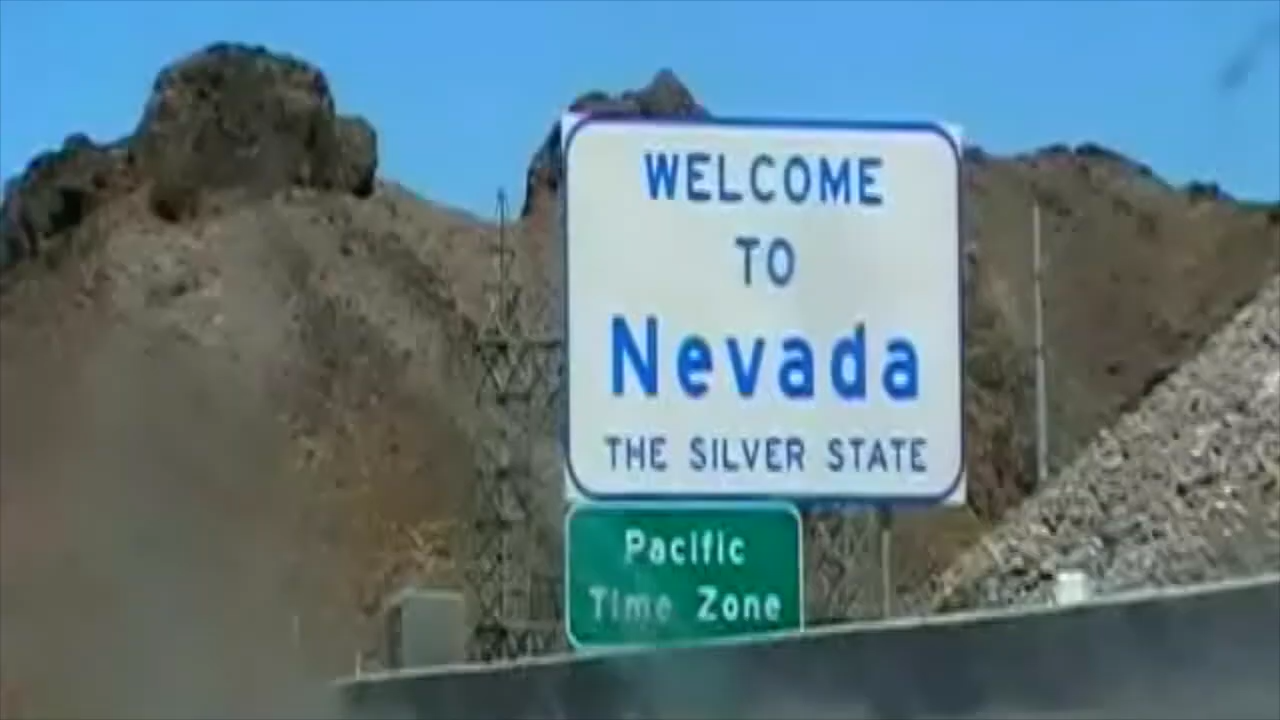 WELCOME
TO
Nevada
THE SILVER STATE
Pacific
Time Zone